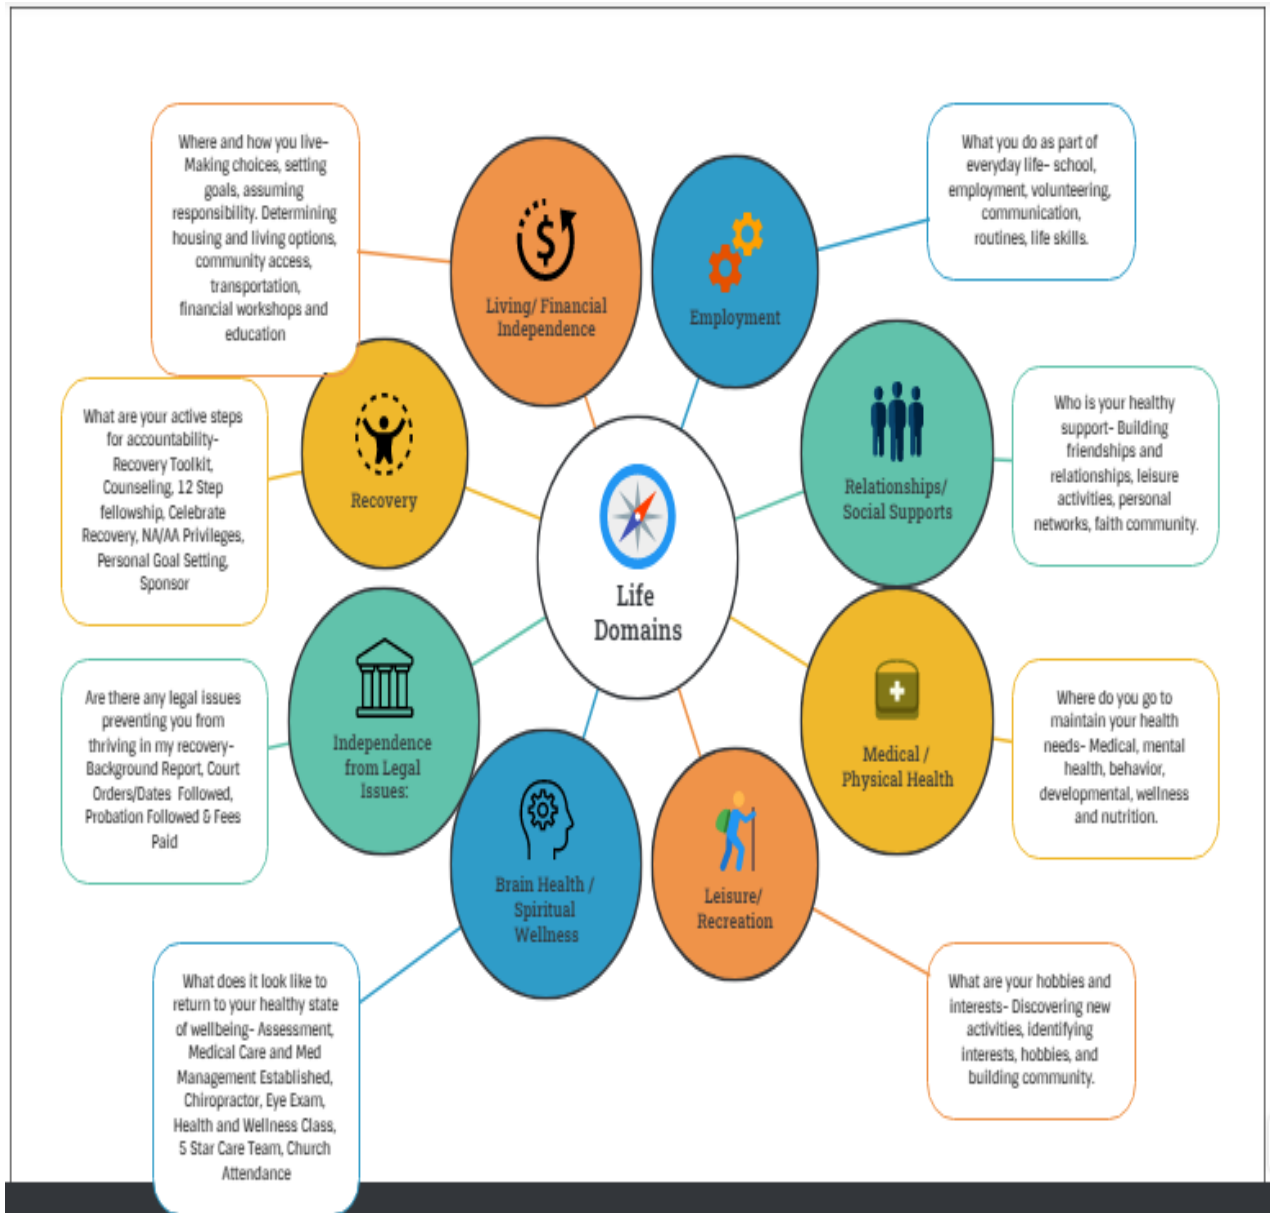 Where and how you live-
Making choices, setting
goals, assuming
responsibility. Determining
housing and living options,
community access,
transportation,
financial workshops and
education
Living/ Financial
Independence
Employment
What you do as part of
everyday life- school,
employment, volunteering,
communication,
routines, life skills.
What are your active steps
for accountability-
Recovery Toolkit,
Counseling, 12 Step
fellowship, Celebrate
Recovery, NA/AA Privileges,
Personal Goal Setting,
Sponsor
Recovery
Relationships/
Social Supports
Who is your healthy
support- Building
friendships and
relationships, leisure
activities, personal
networks, faith community.
Life
Domains
Are there any legal issues
preventing you from
thriving in my recovery-
Background Report, Court
Orders/Dates Followed,
Probation Followed & Fees
Paid
Independence
from Legal
Issues:
Medical /
Physical Health
Where do you go to
maintain your health
needs- Medical, mental
health, behavior,
developmental, wellness
and nutrition.
Brain Health /
Spiritual
Wellness
Leisure/
Recreation
What does it look like to
return to your healthy state
of wellbeing- Assessment,
Medical Care and Med
Management Established,
Chiropractor, Eye Exam,
Health and Wellness Class,
5 Star Care Team, Church
Attendance
What are your hobbies and
interests- Discovering new
activities, identifying
interests, hobbies, and
building community.